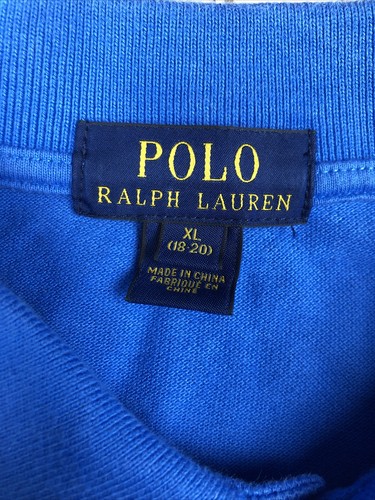 POLO
RALPH LAUREN
XL
(18-20)
MADE IN CHINA
FABRIQUÉ EN
CHINE